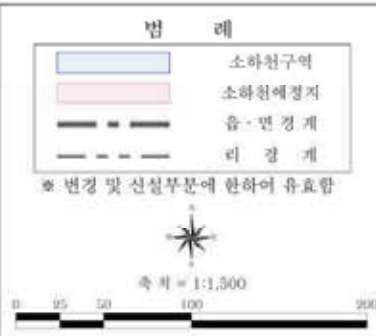 범 례
소하천구역
소하천예정지
읍·면경계
리 경 계
※ 변경 및 신설부분에 한하여 유효함
축 척 = 1:1,500
0 25 50 100 200